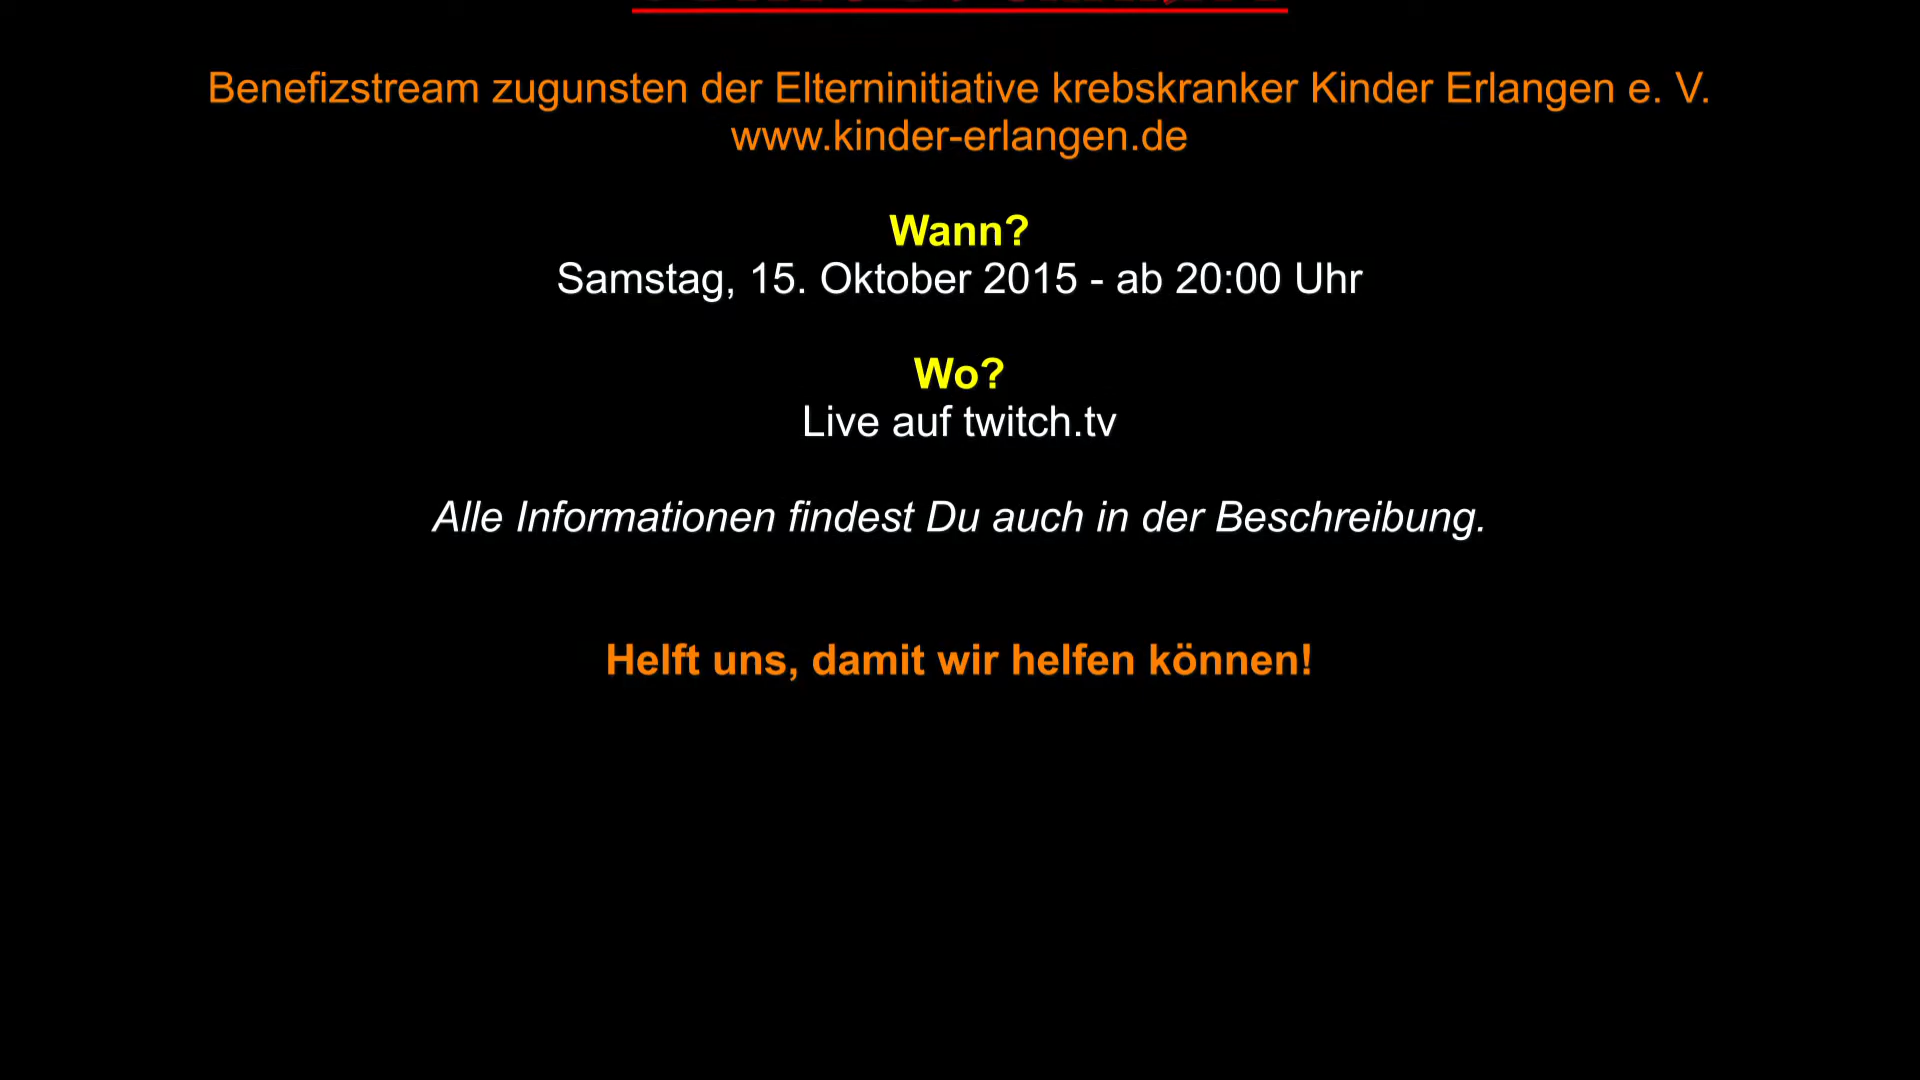 Benefizstream zugunsten der Elterninitiative krebskranker Kinder Erlangen e. V.
www.kinder-erlangen.de
Wann?
Samstag, 15. Oktober 2015 - ab 20:00 Uhr
Wo?
Live auf twitch.tv
Alle Informationen findest Du auch in der Beschreibung.
Helft uns, damit wir helfen können!